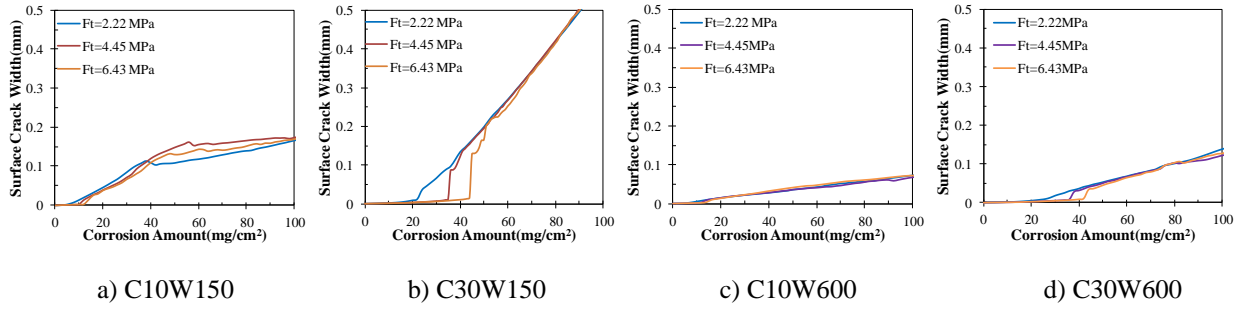 0.5
0.4
0.3
0.2
0.1
0
0 20 40 60 80 100
Surface Crack Width(mm)
Corrosion Amount(mg/cm²)
Ft=2.22 MPa
Ft=4.45 MPa
Ft=6.43 MPa
a) C10W150
0.5
0.4
0.3
0.2
0.1
0
0 20 40 60 80 100
Surface Crack Width(mm)
Corrosion Amount(mg/cm²)
Ft=2.22 MPa
Ft=4.45 MPa
Ft=6.43 MPa
b) C30W150
0.5
0.4
0.3
0.2
0.1
0
0 20 40 60 80 100
Surface Crack Width(mm)
Corrosion Amount(mg/cm²)
Ft=2.22 MPa
Ft=4.45MPa
Ft=6.43MPa
c) C10W600
0.5
0.4
0.3
0.2
0.1
0
0 20 40 60 80 100
Surface Crack Width(mm)
Corrosion Amount(mg/cm²)
Ft=2.22 MPa
Ft=4.45MPa
Ft=6.43MPa
d) C30W600